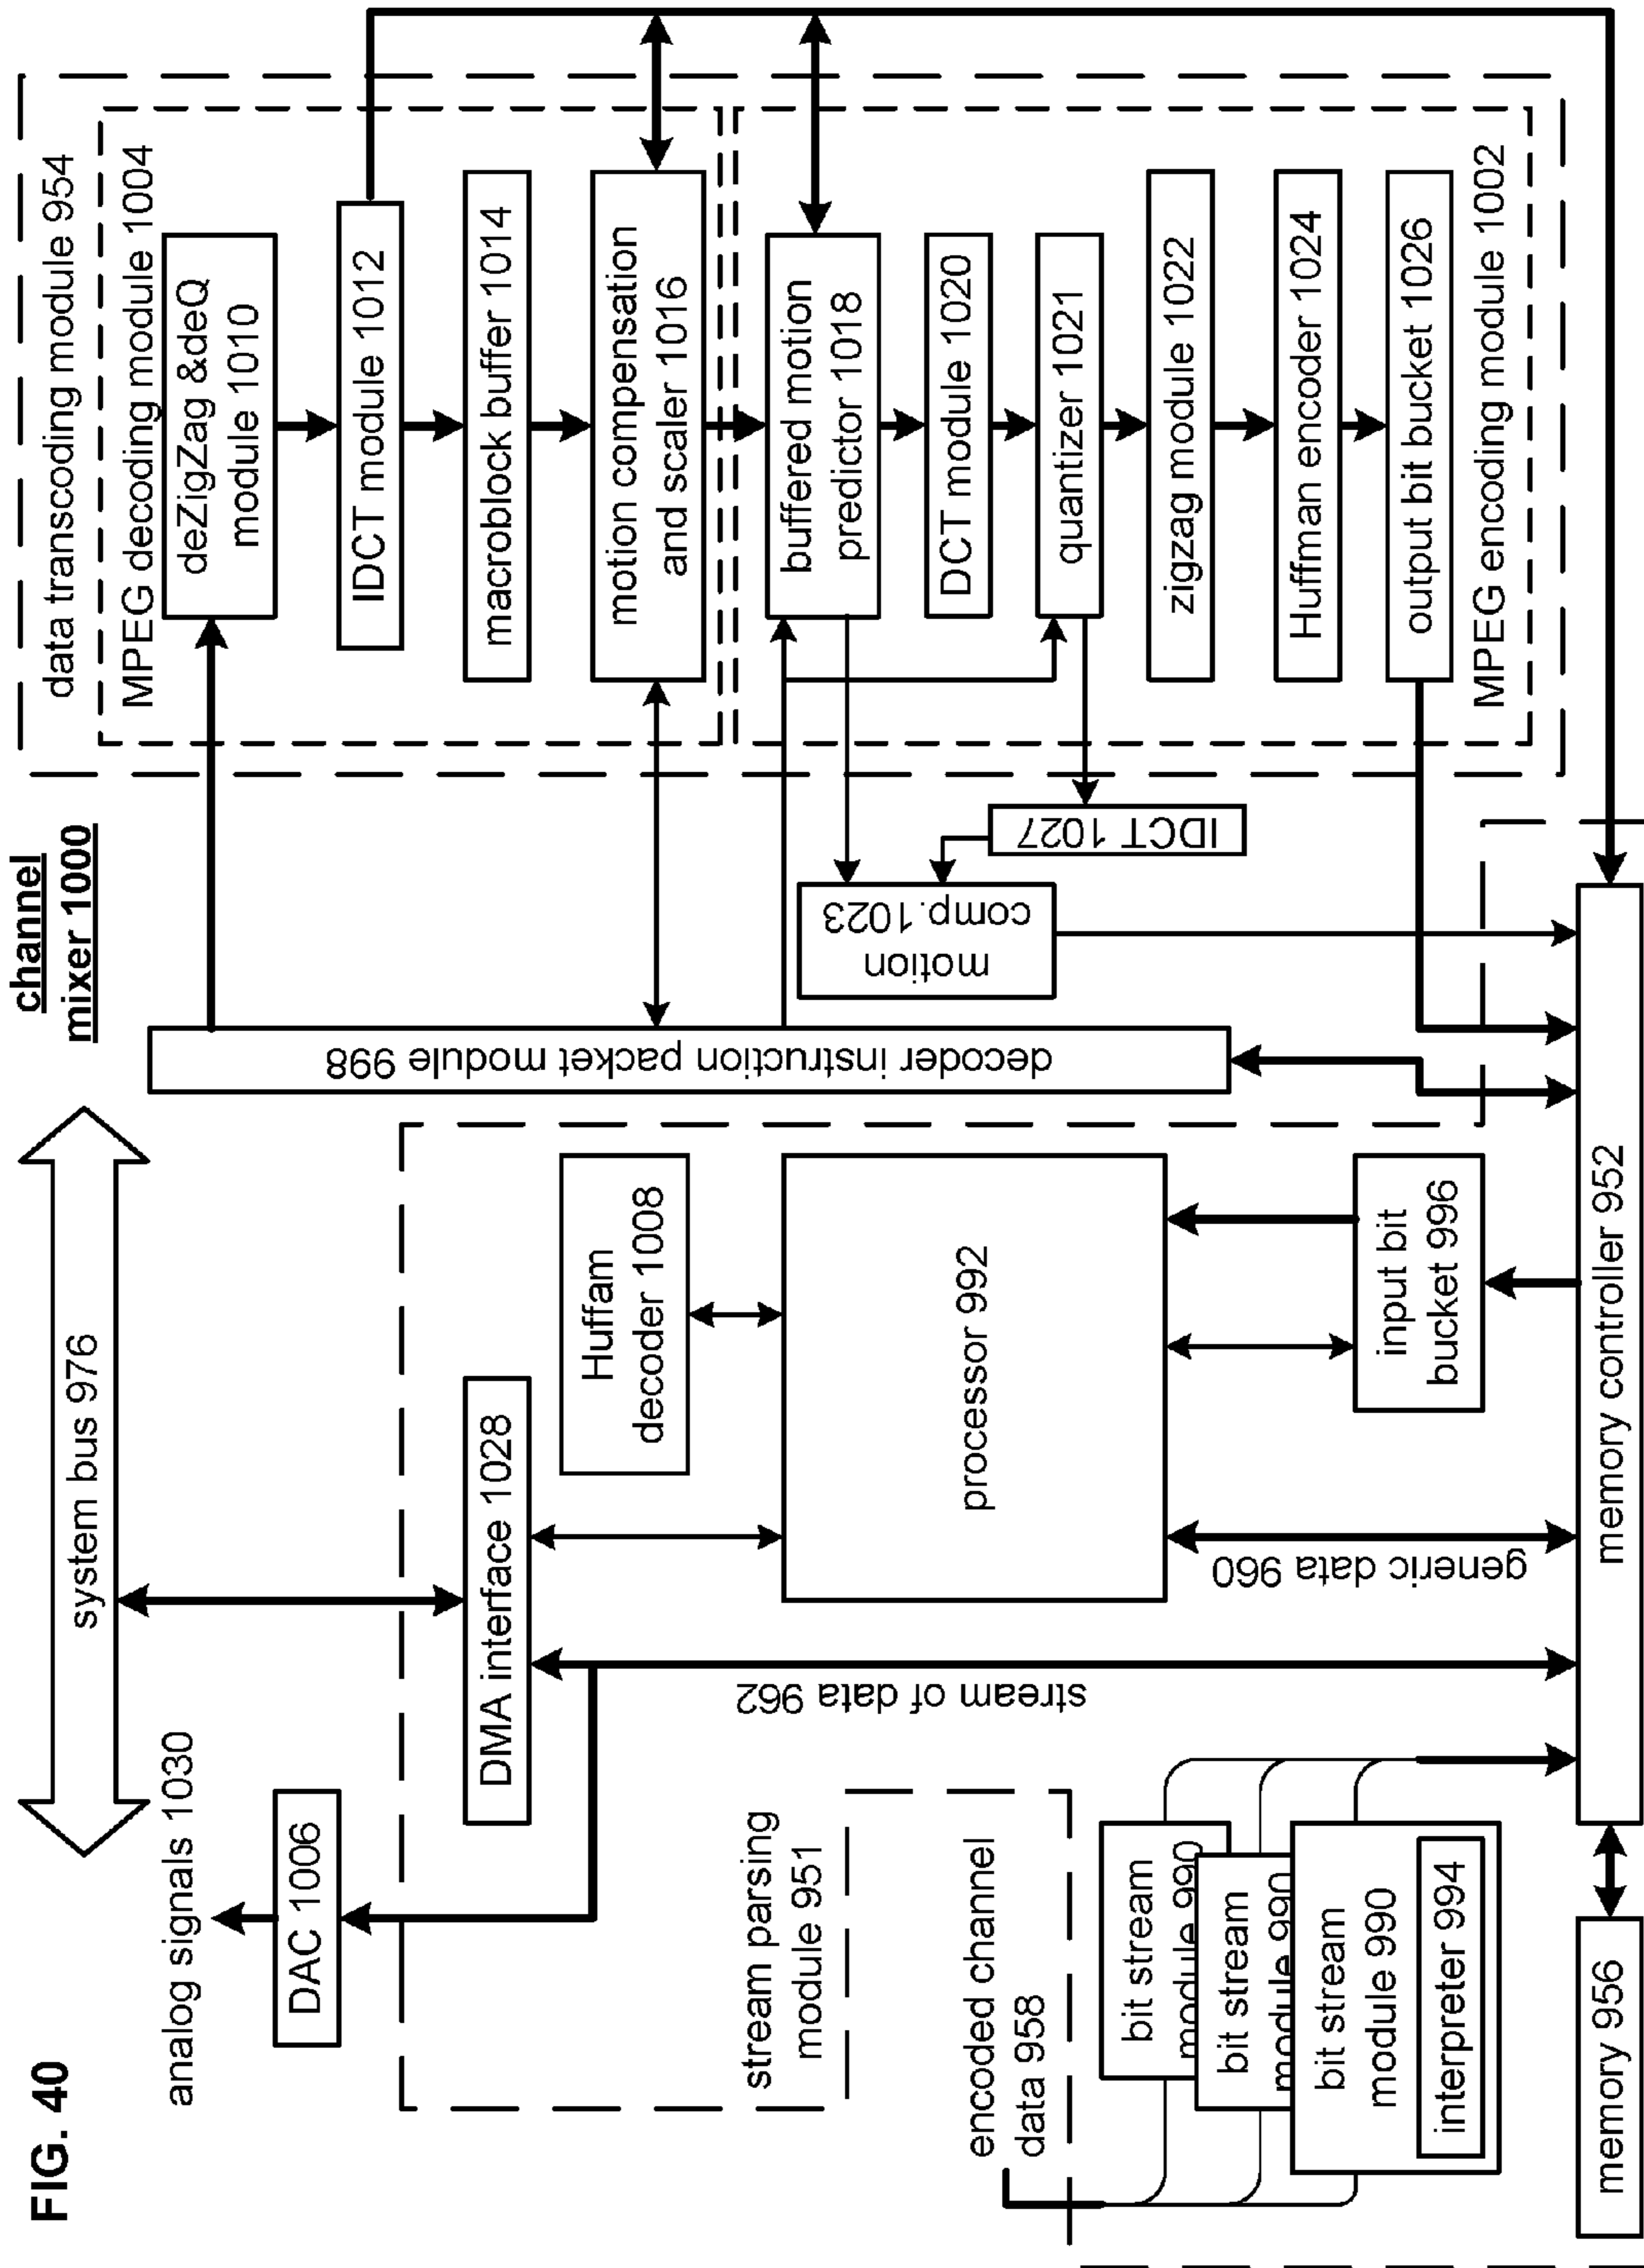 FIG. 40
channel
mixer 1000
system bus 976
analog signals 1030
DAC 1006
DMA interface 1028
Huffam
decoder 1008
processor 992
input bit
bucket 996
generic data 960
stream of data 962
stream parsing
module 951
encoded channel
data 958
bit stream
module 990
bit stream
module 990
bit stream
module 990
interpreter 994
memory 956
memory controller 952
decoder instruction packet module 998
motion
comp.1023
IDCT 1027
data transcoding module 954
MPEG decoding module 1004
deZigZag &deQ
module 1010
IDCT module 1012
macroblock buffer 1014
motion compensation
and scaler 1016
buffered motion
predictor 1018
DCT module 1020
quantizer 1021
zigzag module 1022
Huffman encoder 1024
output bit bucket 1026
MPEG encoding module 1002